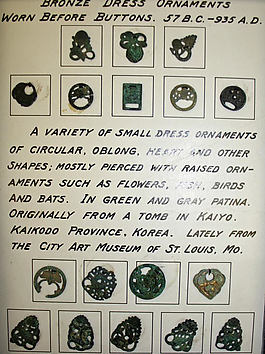 BRONZE DRESS ORNAMENTS
WORN BEFORE BUTTONS. 57 B.C.-935 A.D.
A VARIETY OF SMALL DRESS ORNAMENTS
OF CIRCULAR, OBLONG, HEART AND OTHER
SHAPES; MOSTLY PIERCED WITH RAISED ORN-
AMENTS SUCH AS FLOWERS, FISH, BIRDS
AND BATS. IN GREEN AND GRAY PATINA.
ORIGINALLY FROM A TOMB IN KAIYO.
KAIKODO PROVINCE, KOREA. LATELY FROM
THE CITY ART MUSEUM OF ST. LOUIS, MO.